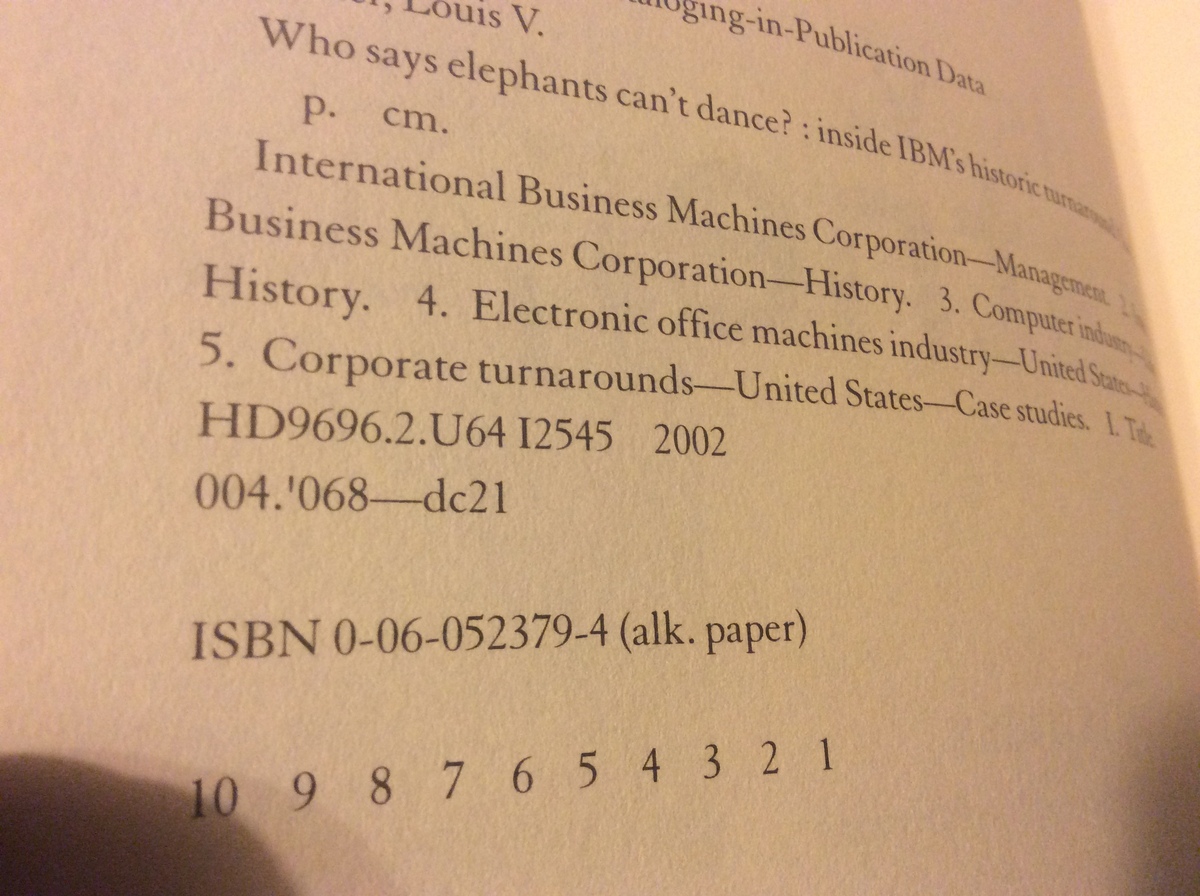 -in-Publication Data
Louis V.
Who says elephants can't dance? : inside IBM's historic
p. cm.
International Business Machines Corporation—Management. 2.
Business Machines Corporation—History. 3. Computer industry—
History. 4. Electronic office machines industry—United States—
5. Corporate turnarounds—United States—Case studies. I. Title.
HD9696.2.U64 I2545 2002
004.'068—dc21
ISBN 0-06-052379-4 (alk. paper)
10 9 8 7 6 5 4 3 2 1